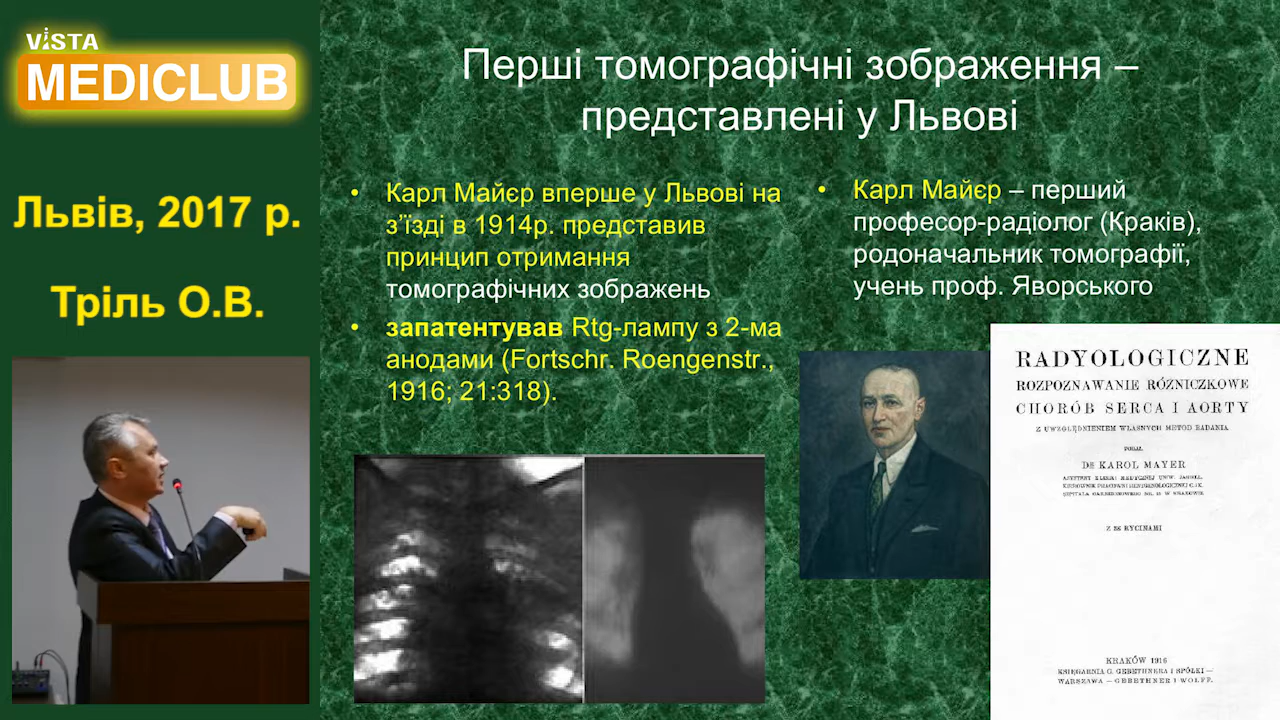 VISTA
MEDICLUB
Львів, 2017 р.
Тріль О.В.
Перші томографічні зображення –
представлені у Львові
• Карл Майєр вперше у Львові на
з’їзді в 1914р. представив
принцип отримання
томографічних зображень
• запатентував Rtg-лампу з 2-ма
анодами (Fortschr. Roengenstr.,
1916; 21:318).
• Карл Майєр – перший
професор-радіолог (Краків),
родоначальник томографії,
учень проф. Яворського
RADYOLOGICZNE
ROZPOZNAWANIE RÓŻNICZKOWE
CHORÓB SERCA I AORTY
Z UWZGLĘDNIENIEM WŁASNYCH METOD BADANIA
PODAŁ
DR KAROL MAYER
Z 38 RYCINAMI
KRAKÓW 1916
KSIĘGARNIA G. GEBETHNERA I SPÓŁKI –
WARSZAWA – GEBETHNER I WOLFF.